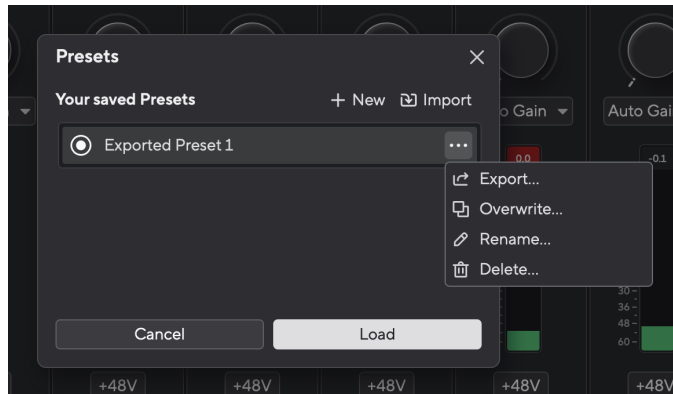 Presets
Your saved Presets
New
Import
Exported Preset 1
Export...
Overwrite...
Rename...
Delete...
Cancel
Load
o Gain
Auto Gai
0.0
-0.1
30
36
48
60
+48V
+48V
+48V
+48V
+48V